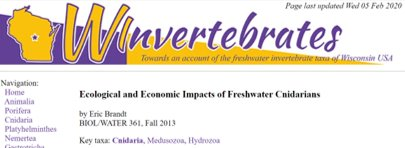 Page last updated Wed 05 Feb 2020
Winvertebrates
Towards an account of the freshwater invertebrate taxa of Wisconsin USA
Navigation:
Home
Animalia
Porifera
Cnidaria
Platyhelminthes
Nemertea
Gastrotricha
Ecological and Economic Impacts of Freshwater Cnidarians
by Eric Brandt
BIOL/WATER 361, Fall 2013
Key taxa: Cnidaria, Medusozoa, Hydrozoa